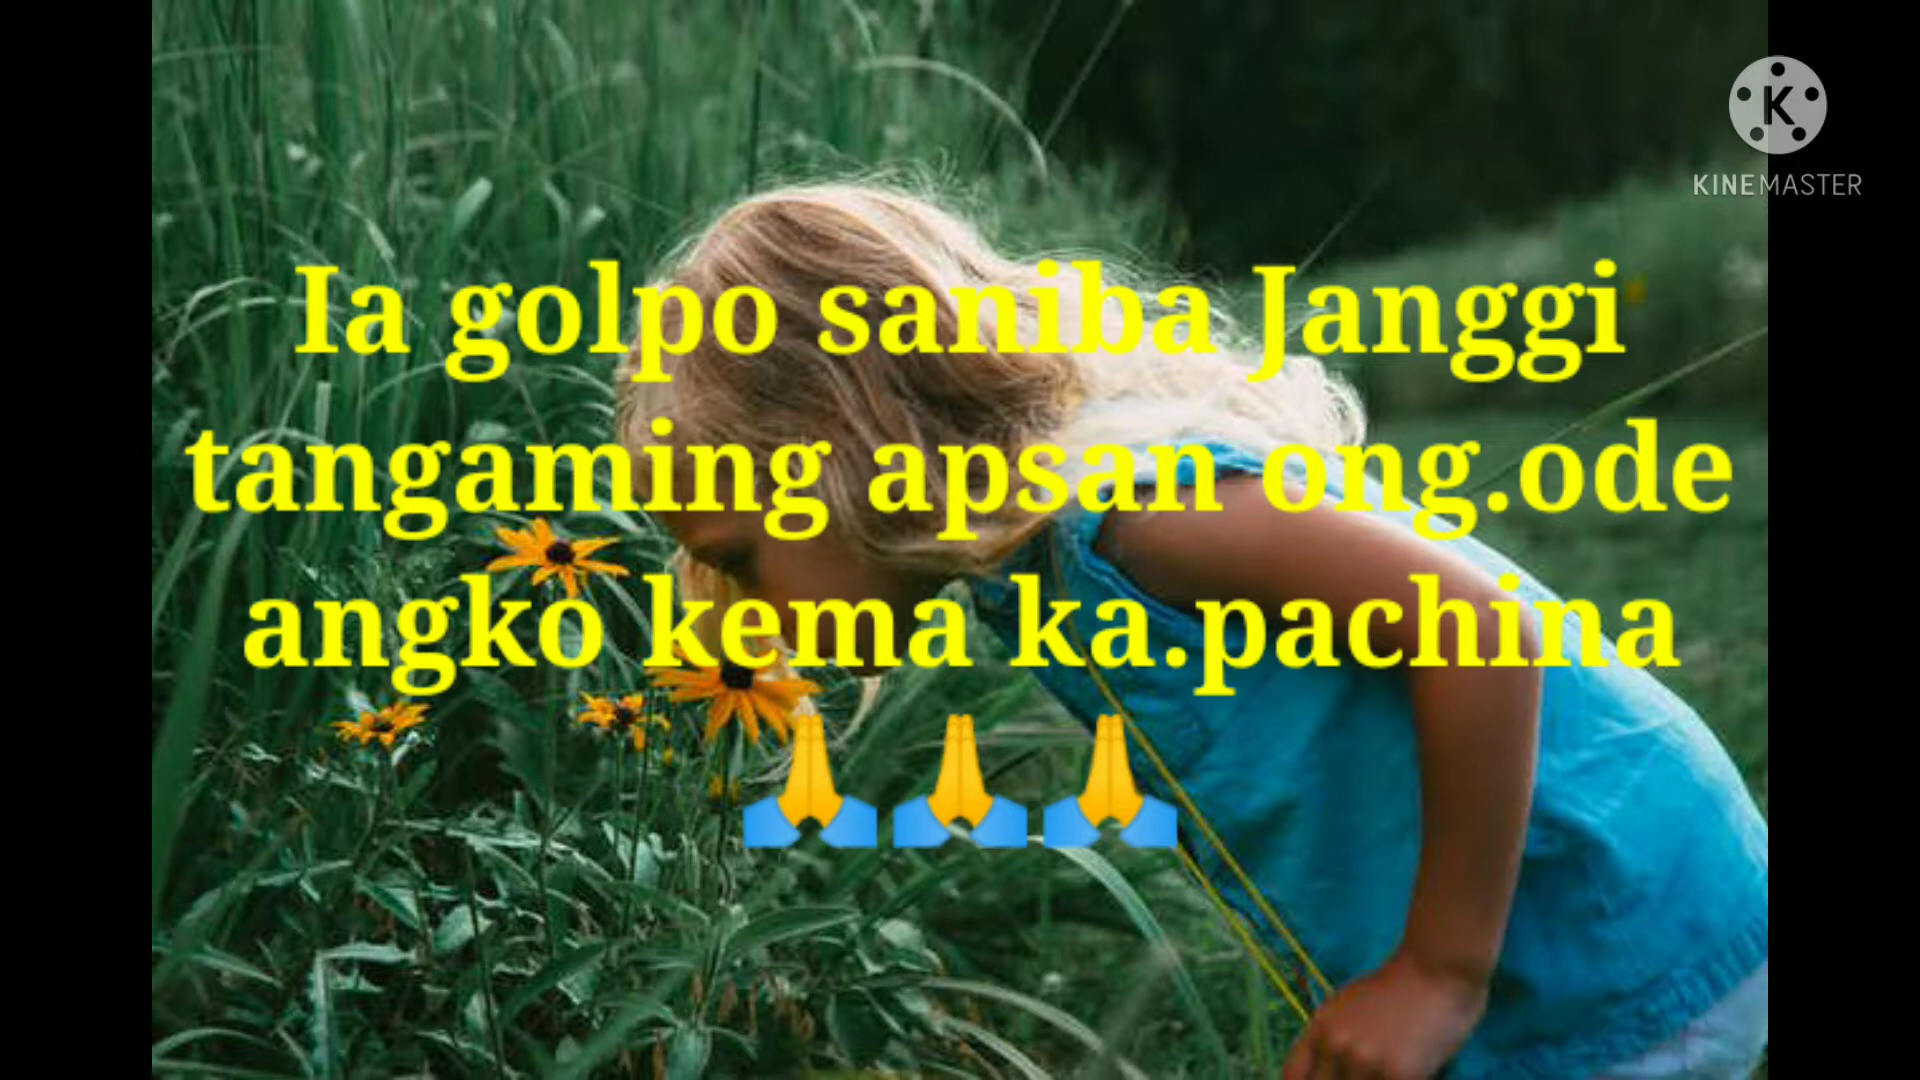 KINEMASTER
Ia golpo saniba Janggi
tangaming apsan ong.ode
angko kema ka.pachina
🙏🙏🙏